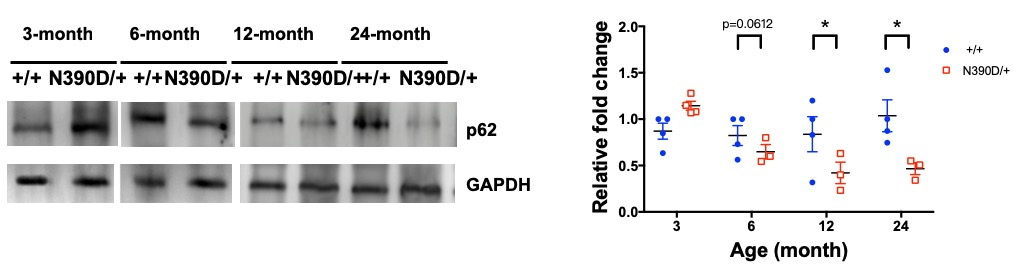 3-month 6-month 12-month 24-month
+/+ N390D/+ +/+ N390D/+ +/+ N390D/+ +/+ N390D/+
p62
GAPDH
p=0.0612 * *
Relative fold change
2.0
1.5
1.0
0.5
0.0
3 6 12 24
Age (month)
+/+
N390D/+